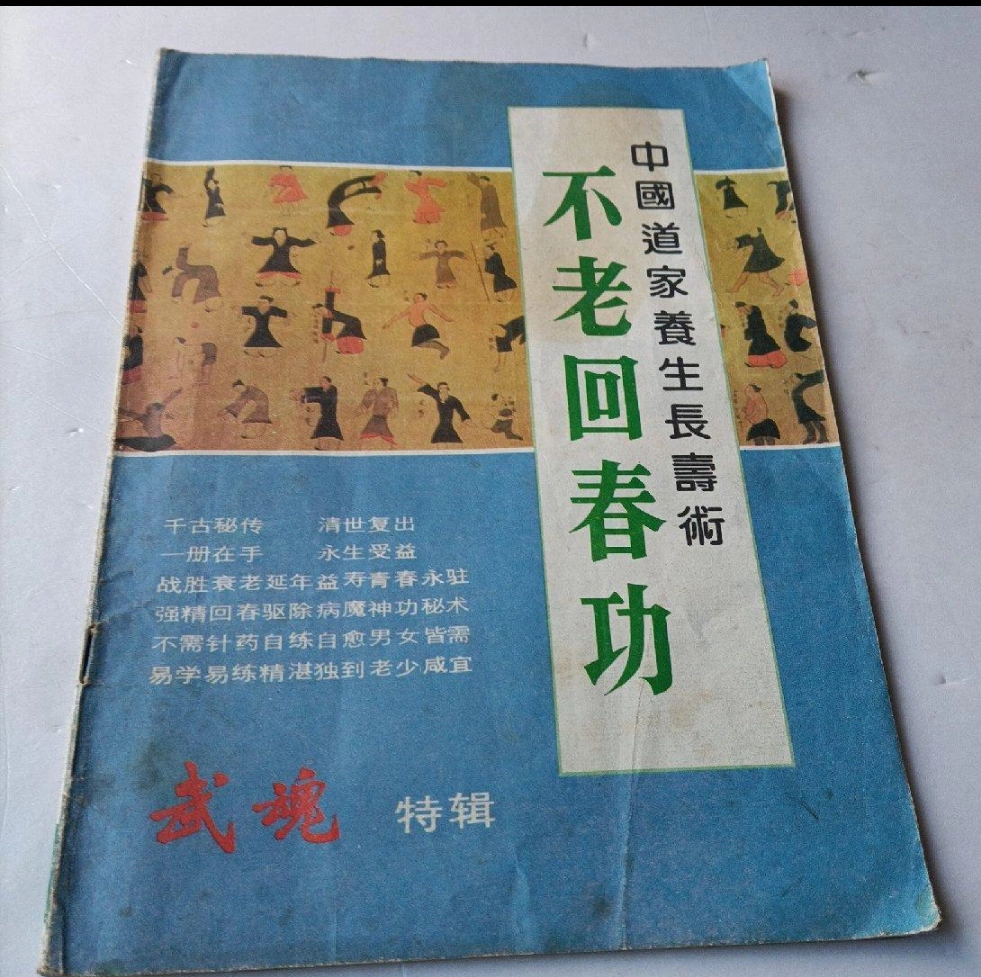 中國道家養生長壽術
不老回春功
千古秘传 清世复出
一册在手 永生受益
战胜衰老延年益寿青春永驻
强精回春驱除病魔神功秘术
不需针药自练自愈男女皆需
易学易练精湛独到老少咸宜
武魂 特辑